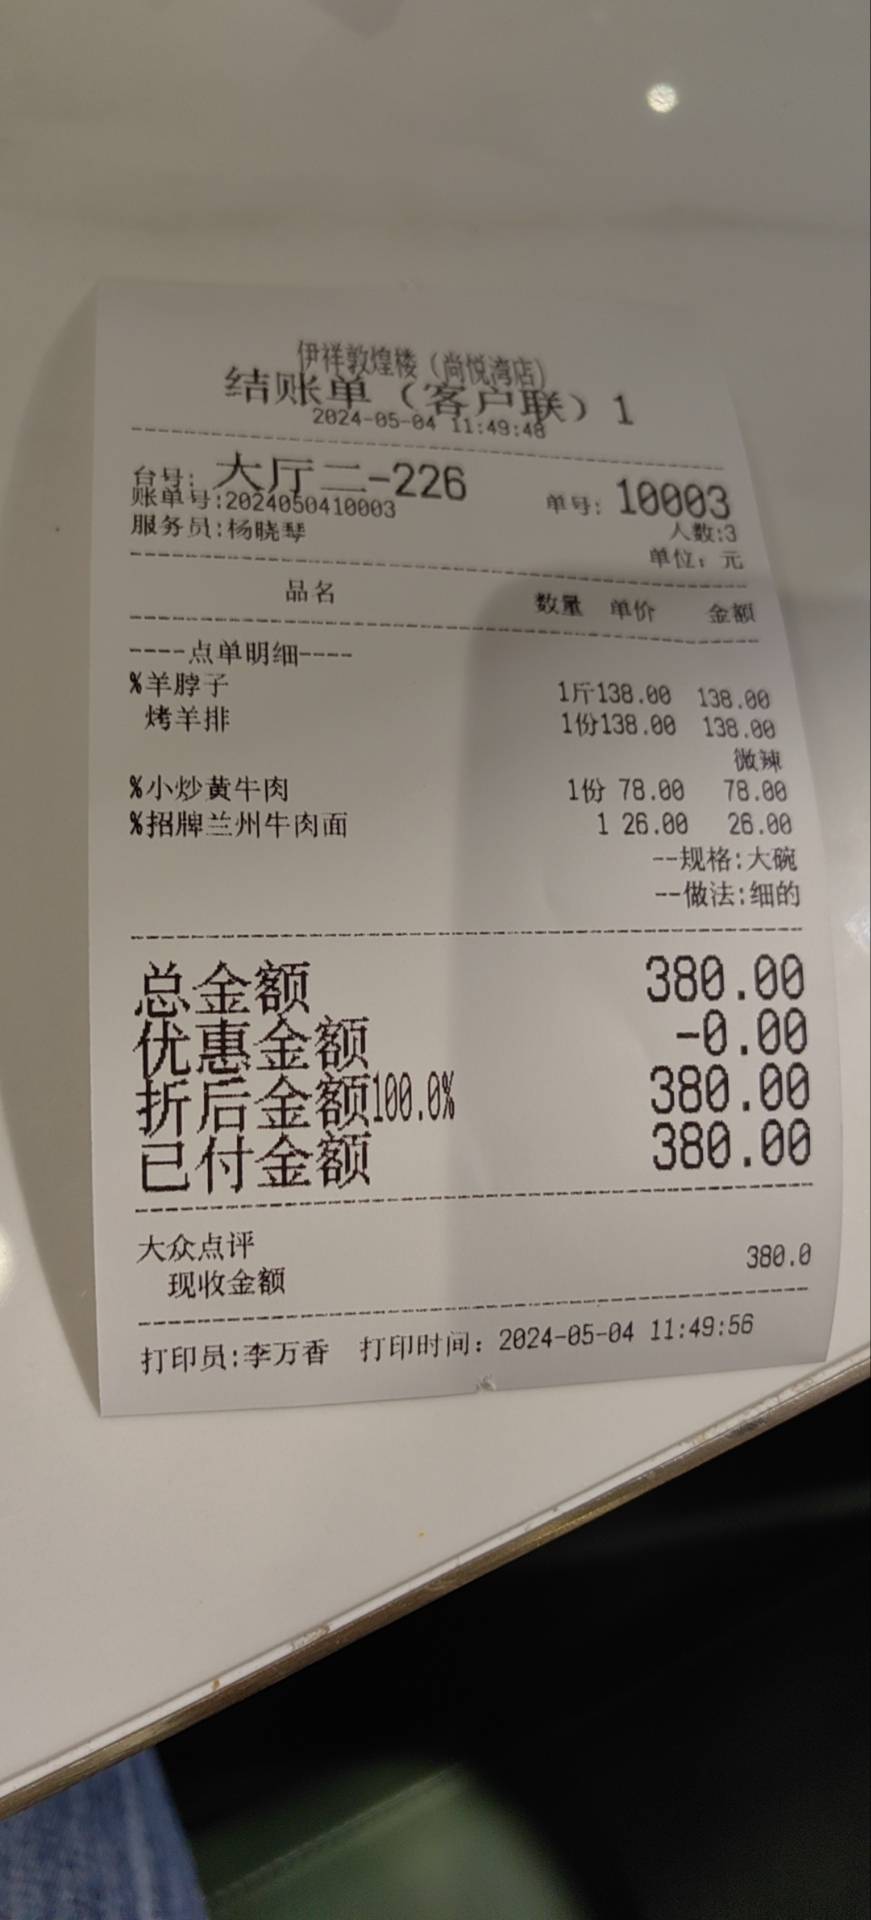 伊祥敦煌楼（尚悦湾店）
结账单（客户联）1
2024-05-04 11:49:48
台号: 大厅二-226 单号: 10003
账单号:2024050410003 人数:3
服务员:杨晓琴 单位: 元
品名 数量 单价 金额
----点单明细----
%羊脖子 1斤138.00 138.00
烤羊排 1份138.00 138.00
微辣
%小炒黄牛肉 1份 78.00 78.00
%招牌兰州牛肉面 1 26.00 26.00
--规格:大碗
--做法:细的
总金额 380.00
优惠金额 -0.00
折后金额100.0% 380.00
已付金额 380.00
大众点评 380.0
现收金额
打印员:李万香 打印时间: 2024-05-04 11:49:56